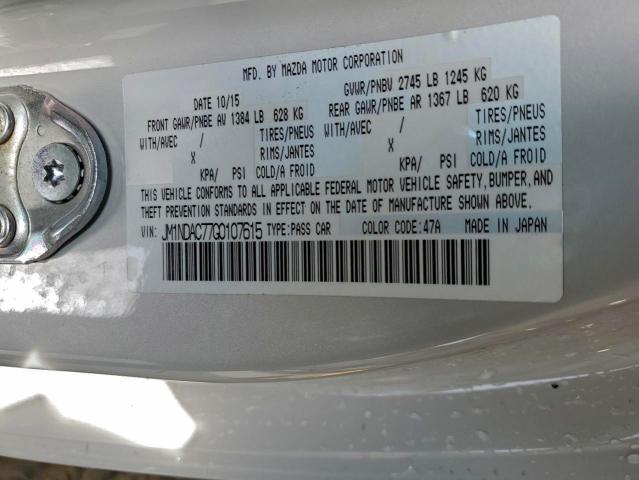 MFD. BY MAZDA MOTOR CORPORATION
DATE 10/15 GVWR/PNBV 2745 LB 1245 KG
FRONT GAWR/PNBE AV 1384 LB 628 KG REAR GAWR/PNBE AR 1367 LB 620 KG
WITH/AVEC / TIRES/PNEUS WITH/AVEC / TIRES/PNEUS
X RIMS/JANTES X RIMS/JANTES
KPA/ PSI COLD/A FROID KPA/ PSI COLD/A FROID
THIS VEHICLE CONFORMS TO ALL APPLICABLE FEDERAL MOTOR VEHICLE SAFETY, BUMPER, AND
THEFT PREVENTION STANDARDS IN EFFECT ON THE DATE OF MANUFACTURE SHOWN ABOVE.
VIN: JM1NDAC77G0107615 TYPE:PASS CAR COLOR CODE:47A MADE IN JAPAN